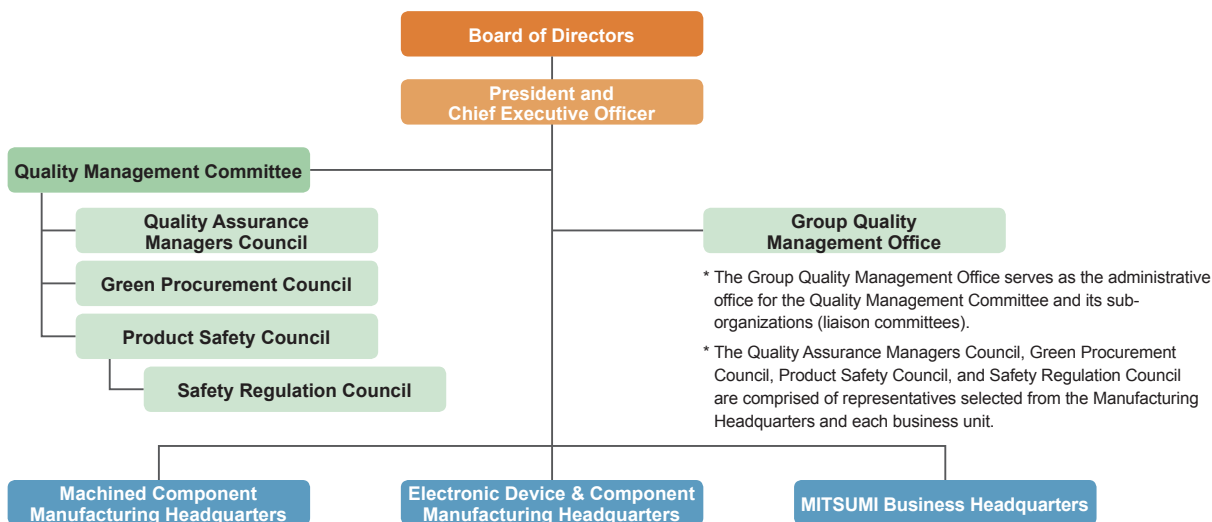 Board of Directors
President and
Chief Executive Officer
Quality Management Committee
Quality Assurance
Managers Council
Green Procurement Council
Product Safety Council
Safety Regulation Council
Group Quality
Management Office
* The Group Quality Management Office serves as the administrative
office for the Quality Management Committee and its sub-
organizations (liaison committees).
* The Quality Assurance Managers Council, Green Procurement
Council, Product Safety Council, and Safety Regulation Council
are comprised of representatives selected from the Manufacturing
Headquarters and each business unit.
Machined Component
Manufacturing Headquarters
Electronic Device & Component
Manufacturing Headquarters
MITSUMI Business Headquarters